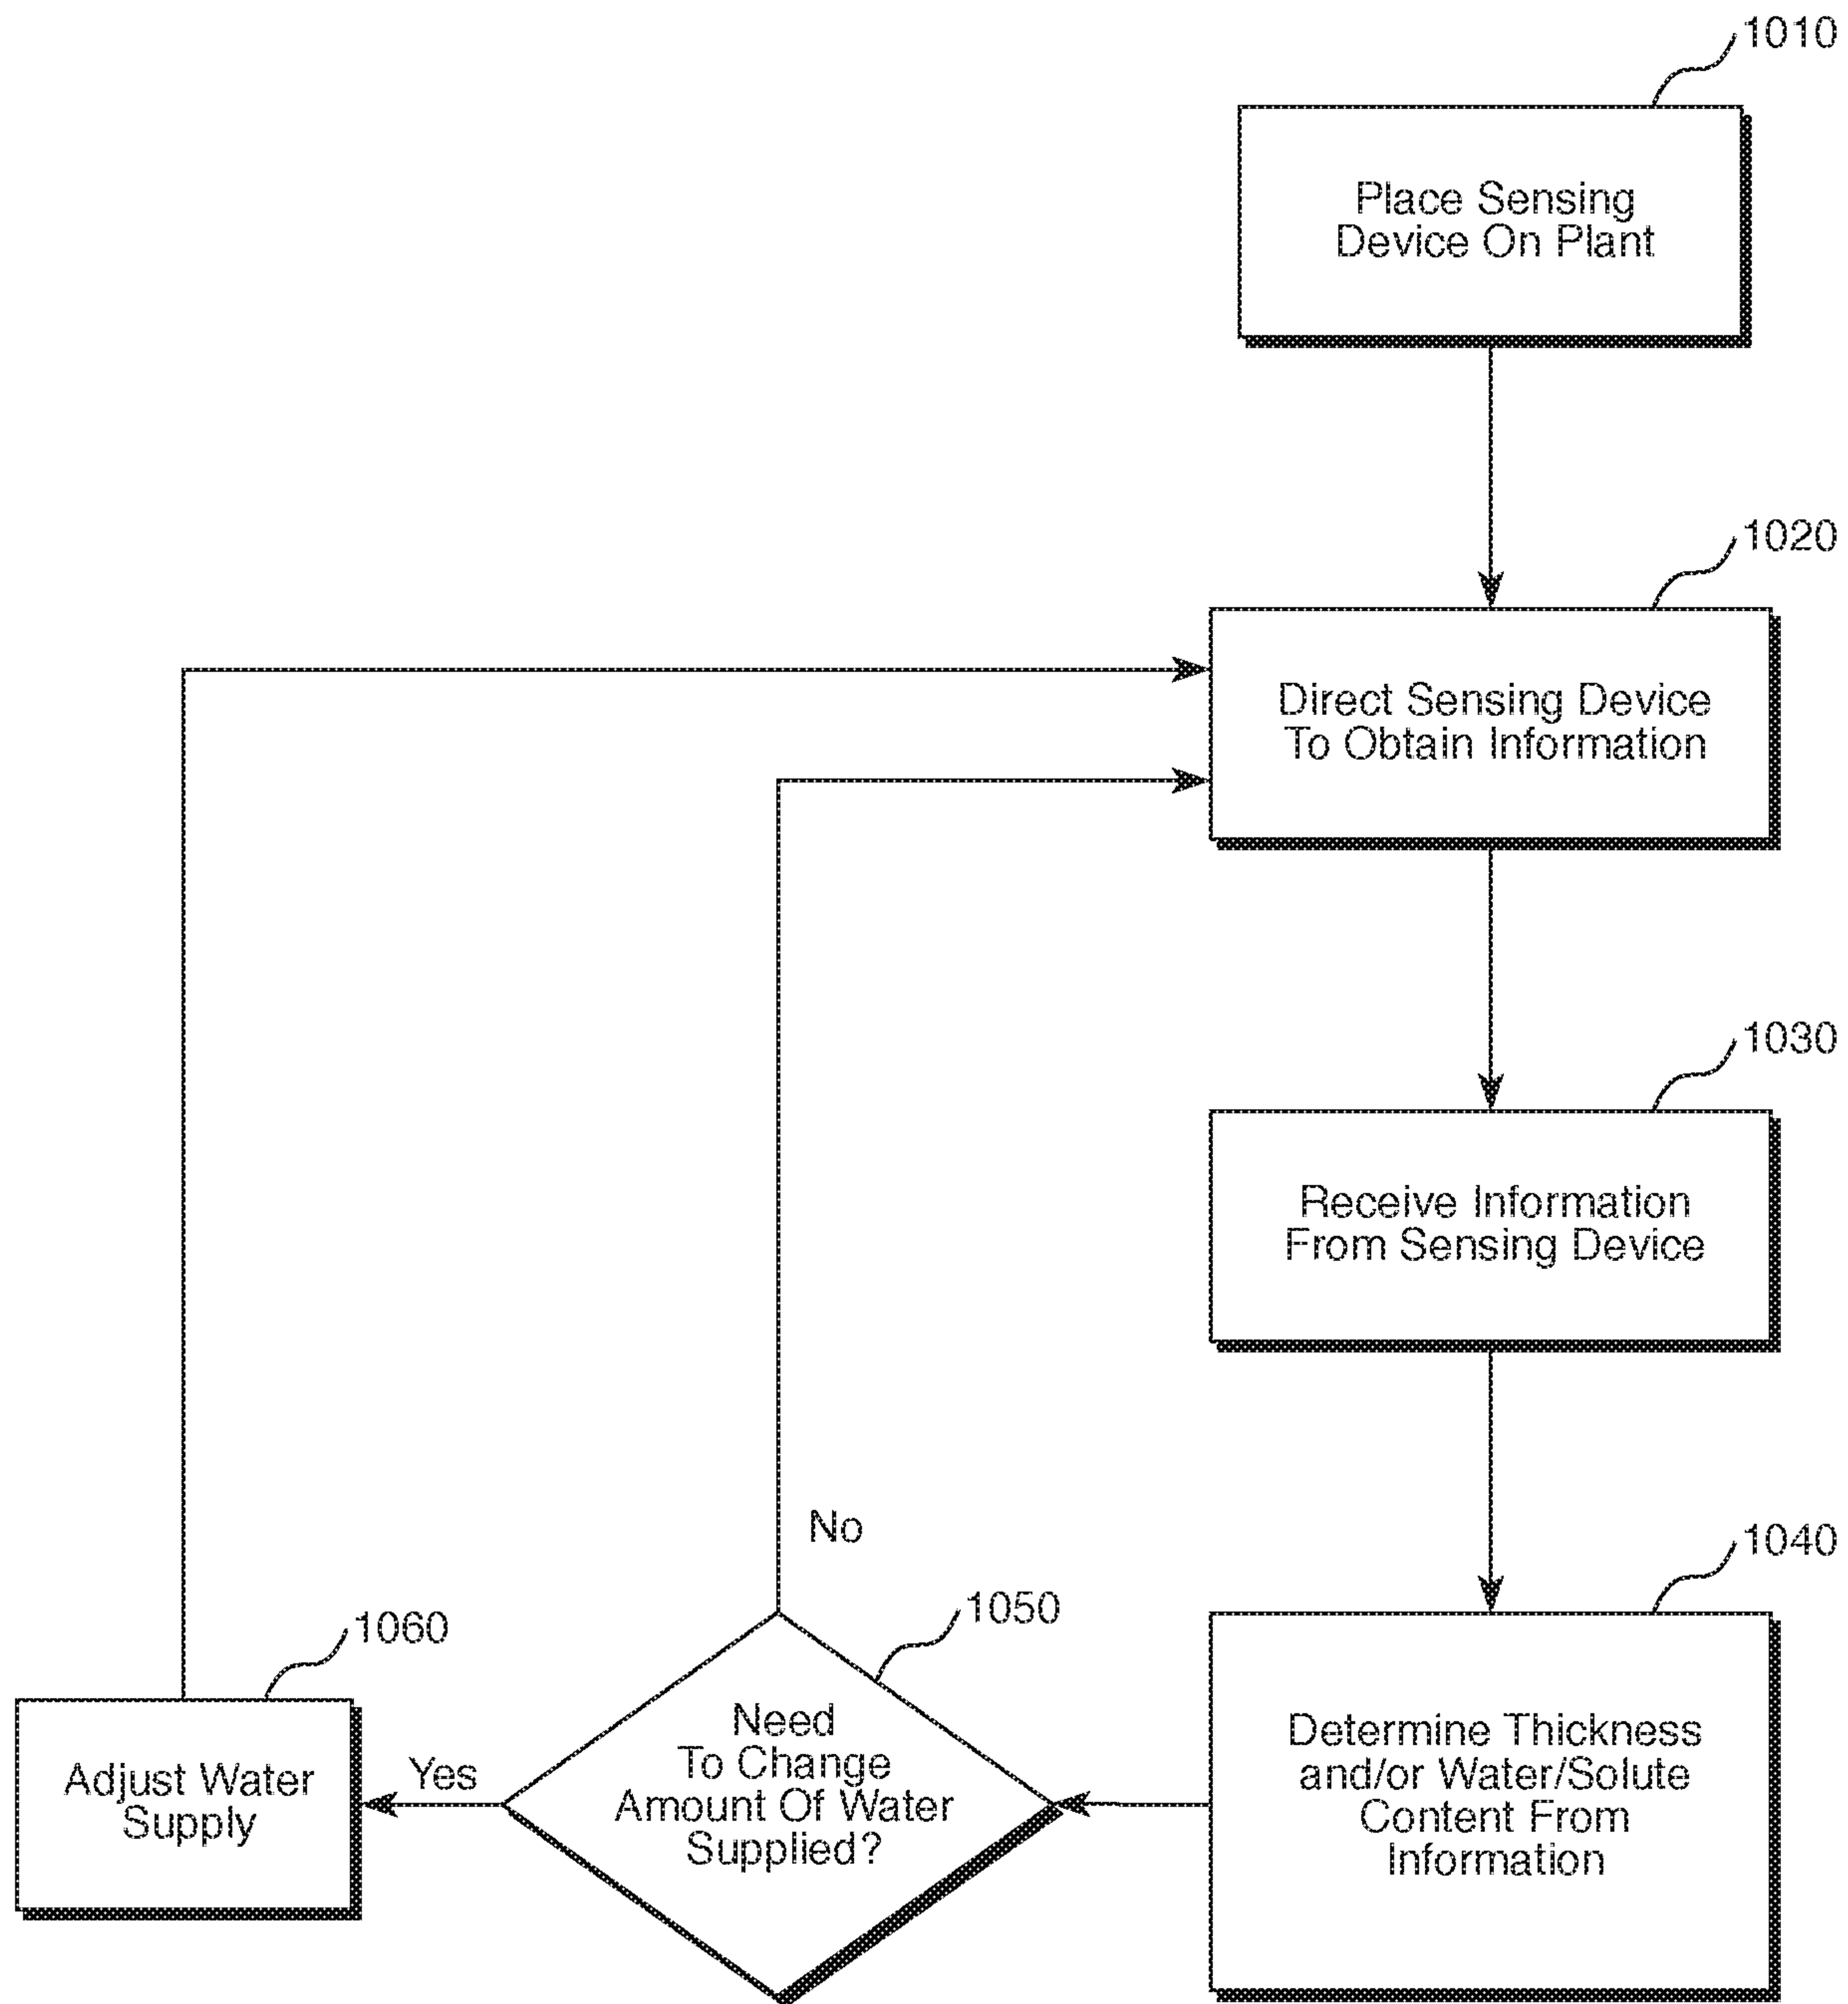 1010
Place Sensing
Device On Plant
1020
Direct Sensing Device
To Obtain Information
1030
Receive Information
From Sensing Device
1040
Determine Thickness
and/or Water/Solute
Content From
Information
No
1050
Need
To Change
Amount Of Water
Supplied?
Yes
1060
Adjust Water
Supply